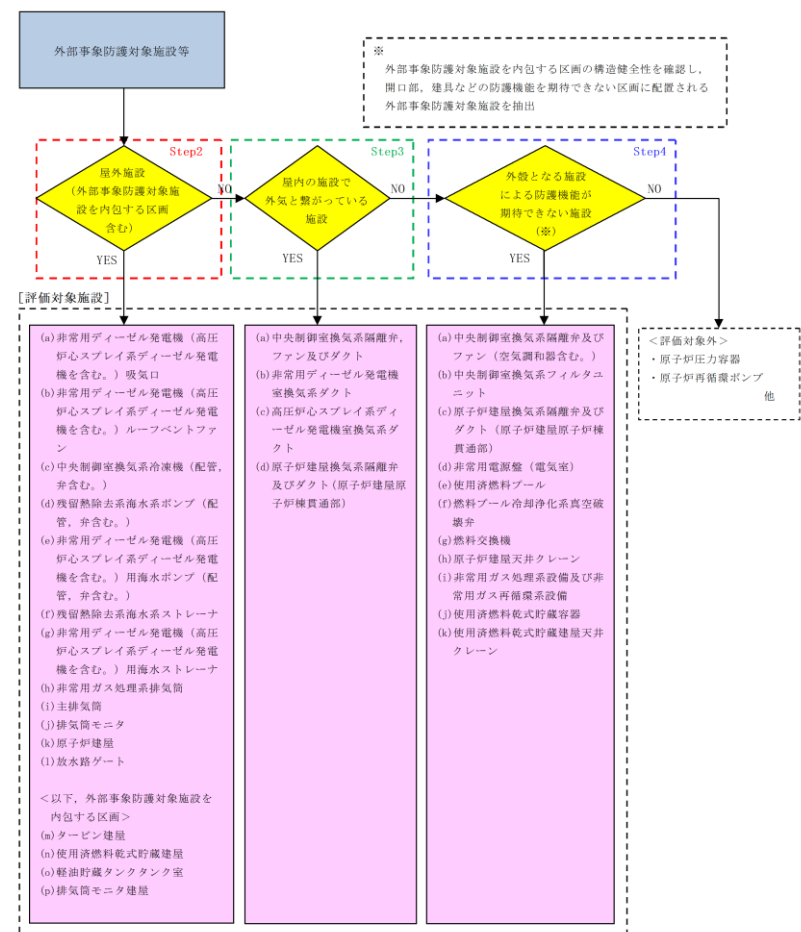 外部事象防護対象施設等
※
外部事象防護対象施設を内包する区画の構造健全性を確認し,
開口部,建具などの防護機能を期待できない区画に配置される
外部事象防護対象施設を抽出
Step2
屋外施設
(外部事象防護対象施
設を内包する区画
含む)
NO
YES
Step3
屋内の施設で
外気と繋がっている
施設
NO
YES
Step4
外殻となる施設
による防護機能が
期待できない施設
(※)
NO
YES
[評価対象施設]
(a)非常用ディーゼル発電機(高圧
炉心スプレイ系ディーゼル発電
機を含む。)吸気口
(b)非常用ディーゼル発電機(高圧
炉心スプレイ系ディーゼル発電
機を含む。)ルーフベントファ
ン
(c)中央制御室換気系冷凍機(配管,
弁含む。)
(d)残留熱除去系海水系ポンプ(配
管,弁含む。)
(e)非常用ディーゼル発電機(高圧
炉心スプレイ系ディーゼル発電
機を含む。)用海水ポンプ(配
管,弁含む。)
(f)残留熱除去系海水系ストレーナ
(g)非常用ディーゼル発電機(高圧
炉心スプレイ系ディーゼル発電
機を含む。)用海水ストレーナ
(h)非常用ガス処理系排気筒
(i)主排気筒
(j)排気筒モニタ
(k)原子炉建屋
(l)放水路ゲート
<以下,外部事象防護対象施設を
内包する区画>
(m)タービン建屋
(n)使用済燃料乾式貯蔵建屋
(o)軽油貯蔵タンクタンク室
(p)排気筒モニタ建屋
(a)中央制御室換気系隔離弁,
ファン及びダクト
(b)非常用ディーゼル発電機
室換気系ダクト
(c)高圧炉心スプレイ系ディ
ーゼル発電機室換気系ダ
クト
(d)原子炉建屋換気系隔離弁
及びダクト(原子炉建屋原
子炉棟貫通部)
(a)中央制御室換気系隔離弁及び
ファン(空気調和器含む。)
(b)中央制御室換気系フィルタユ
ニット
(c)原子炉建屋換気系隔離弁及び
ダクト(原子炉建屋原子炉棟
貫通部)
(d)非常用電源盤(電気室)
(e)使用済燃料プール
(f)燃料プール冷却浄化系真空破
壊弁
(g)燃料交換機
(h)原子炉建屋天井クレーン
(i)非常用ガス処理系設備及び非
常用ガス再循環系設備
(j)使用済燃料乾式貯蔵容器
(k)使用済燃料乾式貯蔵建屋天井
クレーン
<評価対象外>
・原子炉圧力容器
・原子炉再循環ポンプ
他